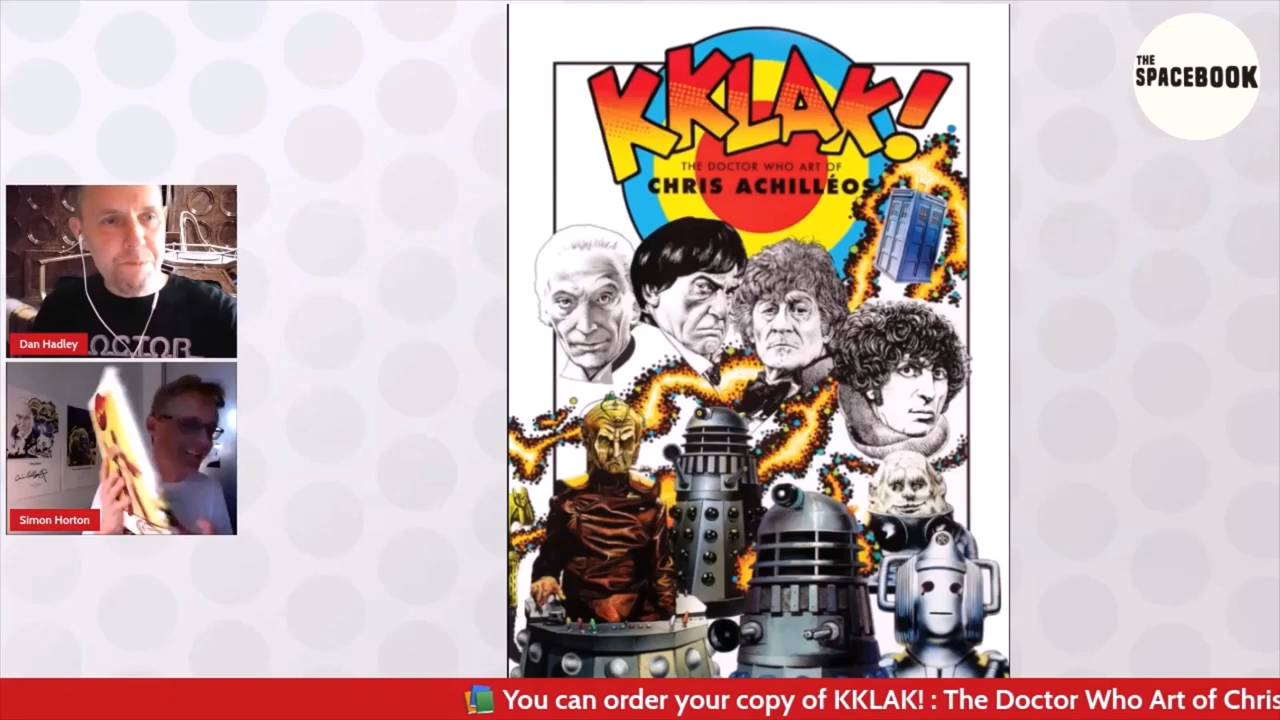 THE
SPACEBOOK
KKLAK!
THE DOCTOR WHO ART OF
CHRIS ACHILLÉOS
DOCTOR
Dan Hadley
Simon Horton
You can order your copy of KKLAK! : The Doctor Who Art of Chris